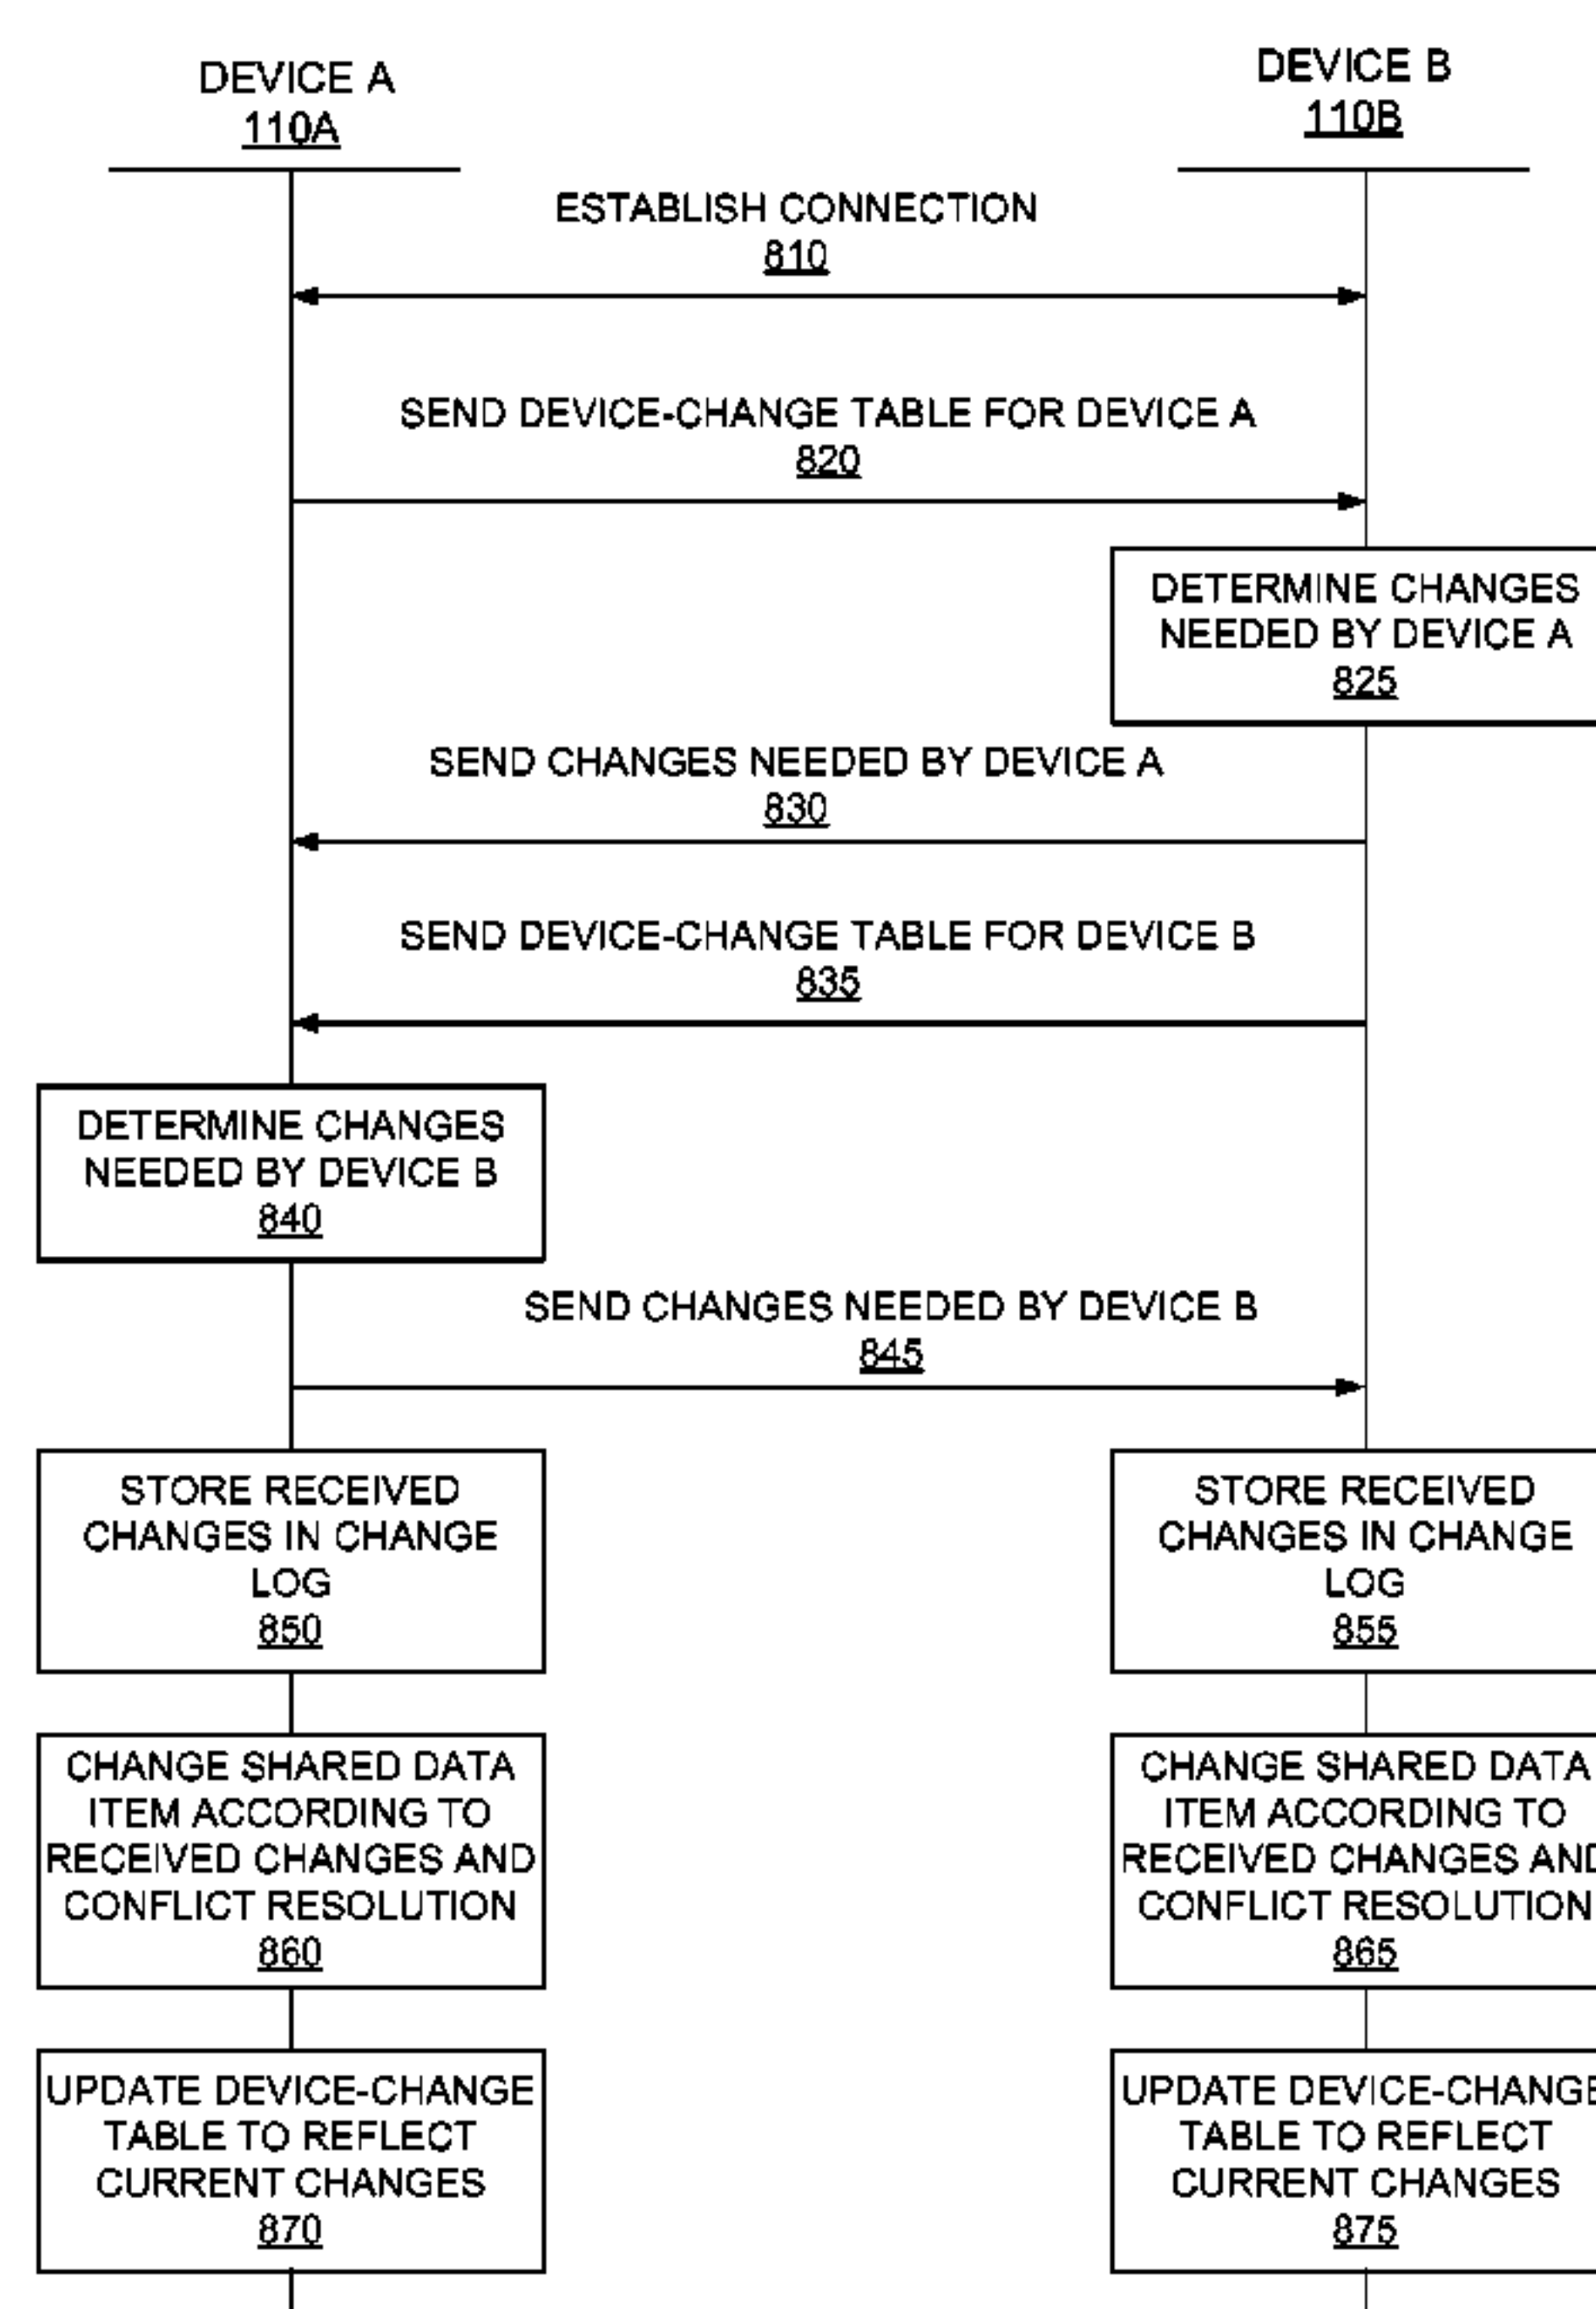 DEVICE A
110A
DEVICE B
110B
ESTABLISH CONNECTION
810
SEND DEVICE-CHANGE TABLE FOR DEVICE A
820
DETERMINE CHANGES
NEEDED BY DEVICE A
825
SEND CHANGES NEEDED BY DEVICE A
830
SEND DEVICE-CHANGE TABLE FOR DEVICE B
835
DETERMINE CHANGES
NEEDED BY DEVICE B
840
SEND CHANGES NEEDED BY DEVICE B
845
STORE RECEIVED
CHANGES IN CHANGE
LOG
850
STORE RECEIVED
CHANGES IN CHANGE
LOG
855
CHANGE SHARED DATA
ITEM ACCORDING TO
RECEIVED CHANGES AND
CONFLICT RESOLUTION
860
CHANGE SHARED DATA
ITEM ACCORDING TO
RECEIVED CHANGES AND
CONFLICT RESOLUTION
865
UPDATE DEVICE-CHANGE
TABLE TO REFLECT
CURRENT CHANGES
870
UPDATE DEVICE-CHANGE
TABLE TO REFLECT
CURRENT CHANGES
875